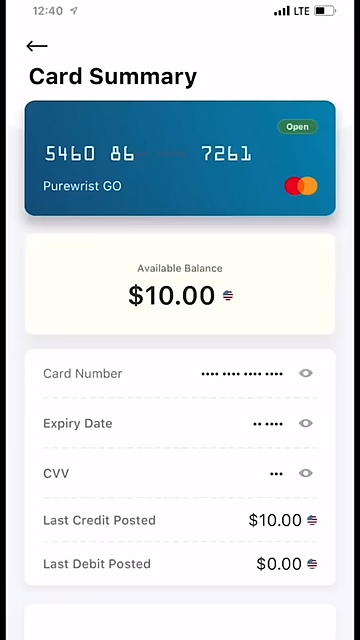 12:40 LTE
Card Summary
Open
5460 86 7261
Purewrist GO
Available Balance
$10.00
Card Number •••• •••• •••• ••••
Expiry Date •• ••••
CVV •••
Last Credit Posted $10.00
Last Debit Posted $0.00